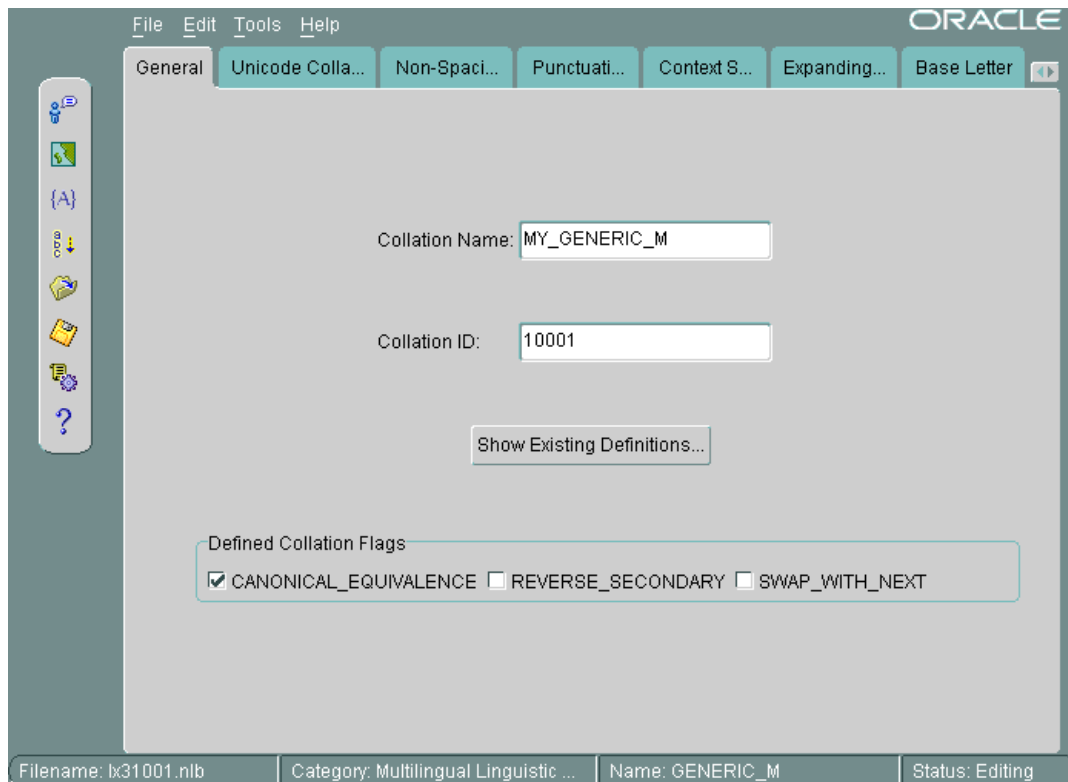 File Edit Tools Help
ORACLE
General Unicode Colla... Non-Spaci... Punctuati... Context S... Expanding... Base Letter
{A}
a
b
c
?
Collation Name: MY_GENERIC_M
Collation ID: 10001
Show Existing Definitions...
Defined Collation Flags
CANONICAL_EQUIVALENCE REVERSE_SECONDARY SWAP_WITH_NEXT
Filename: lx31001.nlb Category: Multilingual Linguistic ... Name: GENERIC_M Status: Editing